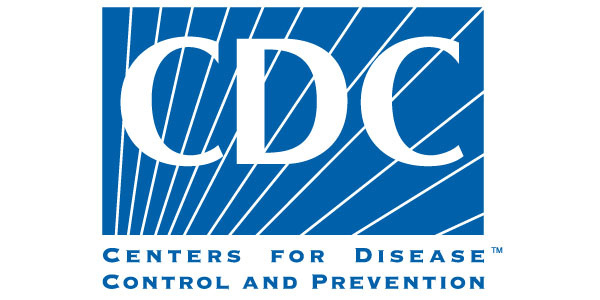 CDC
CENTERS FOR DISEASE™
CONTROL AND PREVENTION